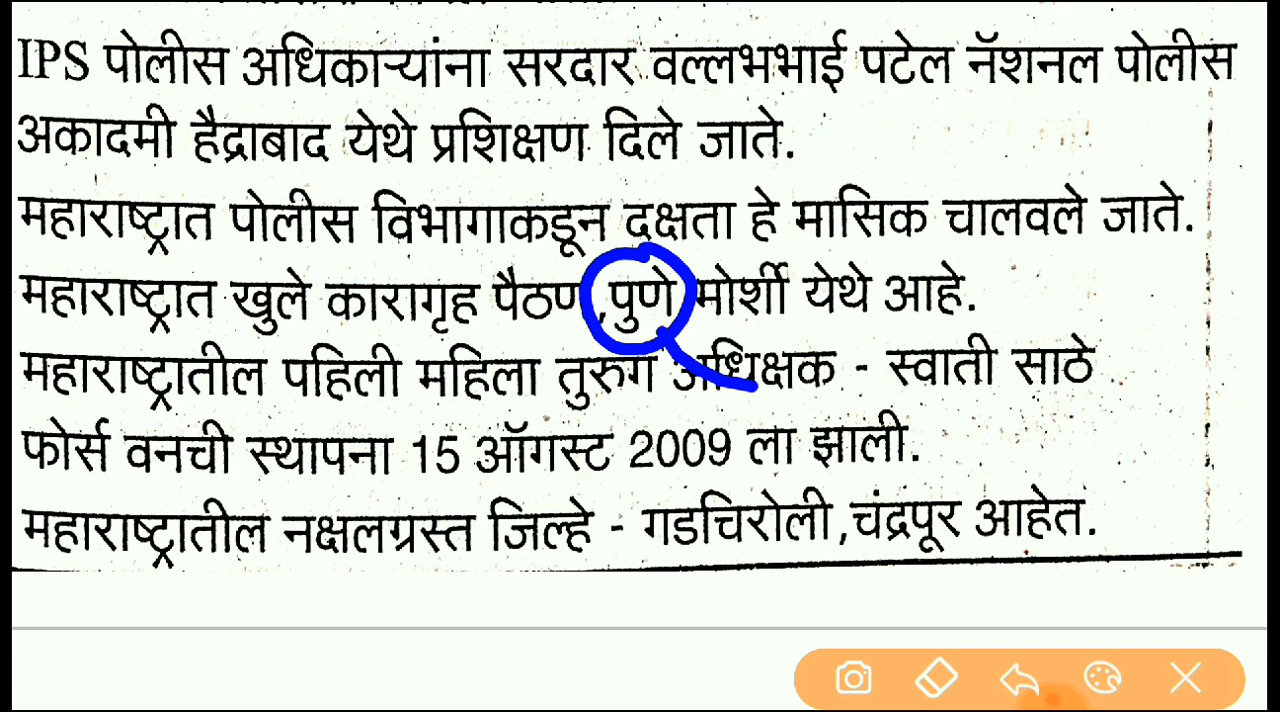 IPS पोलीस अधिकाऱ्यांना सरदार वल्लभभाई पटेल नॅशनल पोलीस
अकादमी हैद्राबाद येथे प्रशिक्षण दिले जाते.
महाराष्ट्रात पोलीस विभागाकडून दक्षता हे मासिक चालवले जाते.
महाराष्ट्रात खुले कारागृह पैठण ,पुणे मोर्शी येथे आहे.
महाराष्ट्रातील पहिली महिला तुरुग अधिक्षक - स्वाती साठे
फोर्स वनची स्थापना 15 ऑगस्ट 2009 ला झाली.
महाराष्ट्रातील नक्षलग्रस्त जिल्हे - गडचिरोली,चंद्रपूर आहेत.